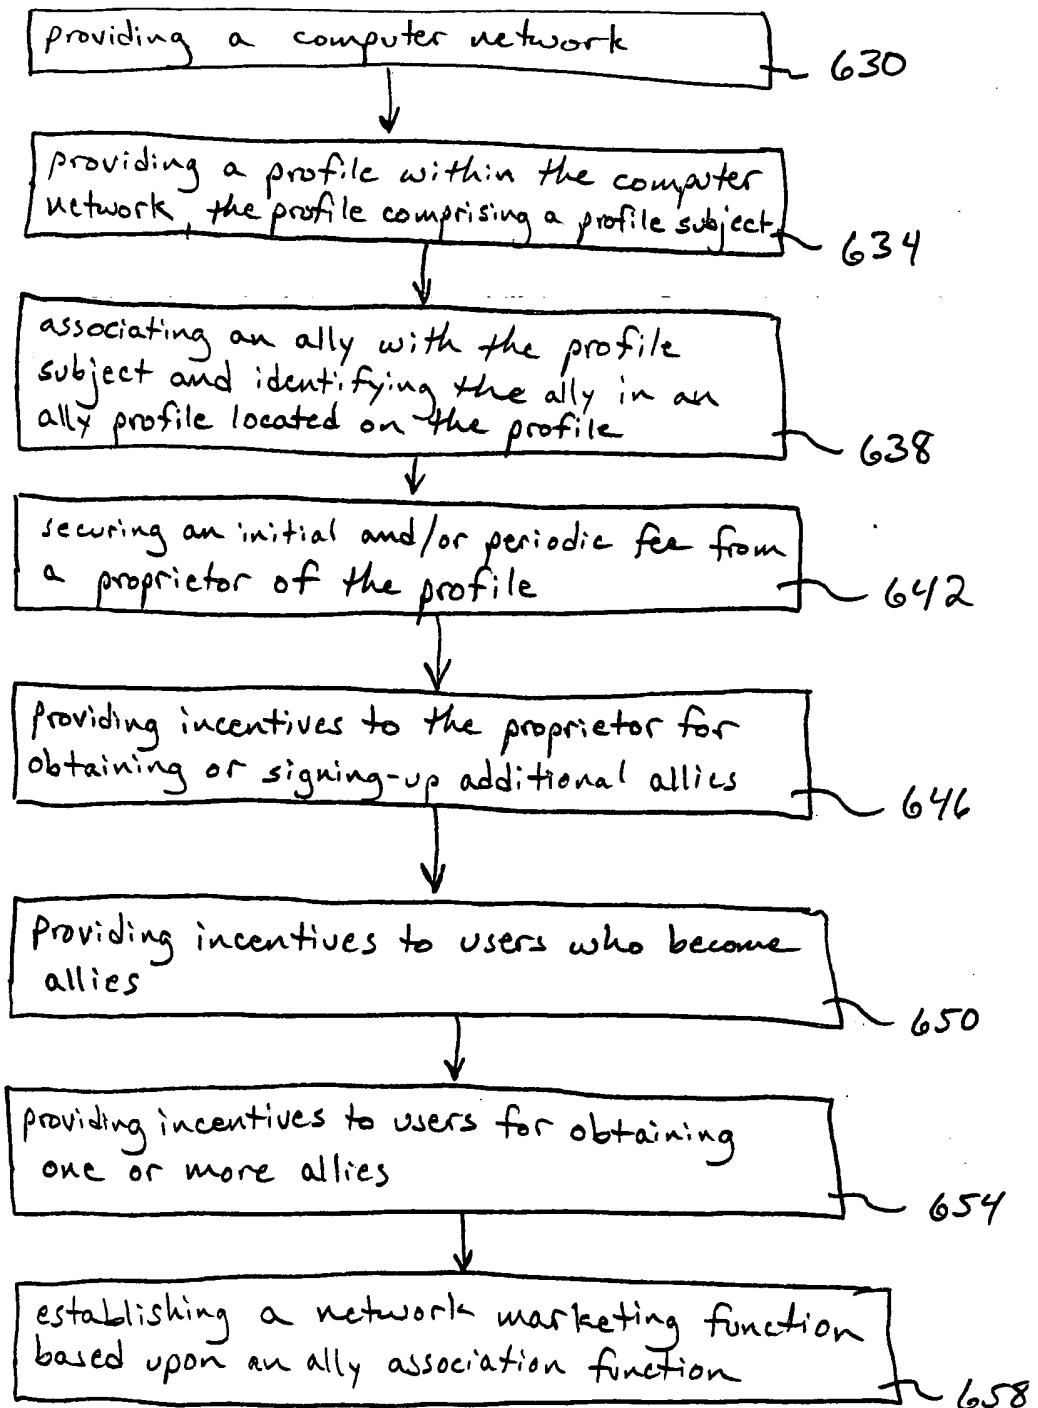 providing a computer network
630
providing a profile within the computer
network, the profile comprising a profile subject
634
associating an ally with the profile
subject and identifying the ally in an
ally profile located on the profile
638
securing an initial and/or periodic fee from
a proprietor of the profile
642
Providing incentives to the proprietor for
obtaining or signing-up additional allies
646
Providing incentives to users who become
allies
650
providing incentives to users for obtaining
one or more allies
654
establishing a network marketing function
based upon an ally association function
658